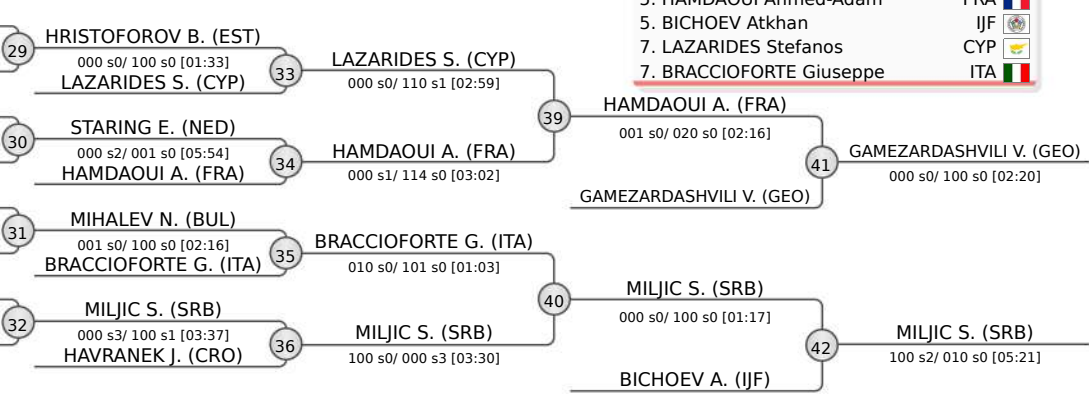 3. HAMDAOUI Ahmed-Adam FRA
5. BICHOEV Atkhan IJF
7. LAZARIDES Stefanos CYP
7. BRACCIOFORTE Giuseppe ITA
29
HRISTOFOROV B. (EST)
000 s0/ 100 s0 [01:33]
LAZARIDES S. (CYP)
33
LAZARIDES S. (CYP)
000 s0/ 110 s1 [02:59]
30
STARING E. (NED)
000 s2/ 001 s0 [05:54]
HAMDAOUI A. (FRA)
34
HAMDAOUI A. (FRA)
000 s1/ 114 s0 [03:02]
39
HAMDAOUI A. (FRA)
001 s0/ 020 s0 [02:16]
GAMEZARDASHVILI V. (GEO)
41
GAMEZARDASHVILI V. (GEO)
000 s0/ 100 s0 [02:20]
31
MIHALEV N. (BUL)
001 s0/ 100 s0 [02:16]
BRACCIOFORTE G. (ITA)
35
BRACCIOFORTE G. (ITA)
010 s0/ 101 s0 [01:03]
32
MILJIC S. (SRB)
000 s3/ 100 s1 [03:37]
HAVRANEK J. (CRO)
36
MILJIC S. (SRB)
100 s0/ 000 s3 [03:30]
40
MILJIC S. (SRB)
000 s0/ 100 s0 [01:17]
BICHOEV A. (IJF)
42
MILJIC S. (SRB)
100 s2/ 010 s0 [05:21]